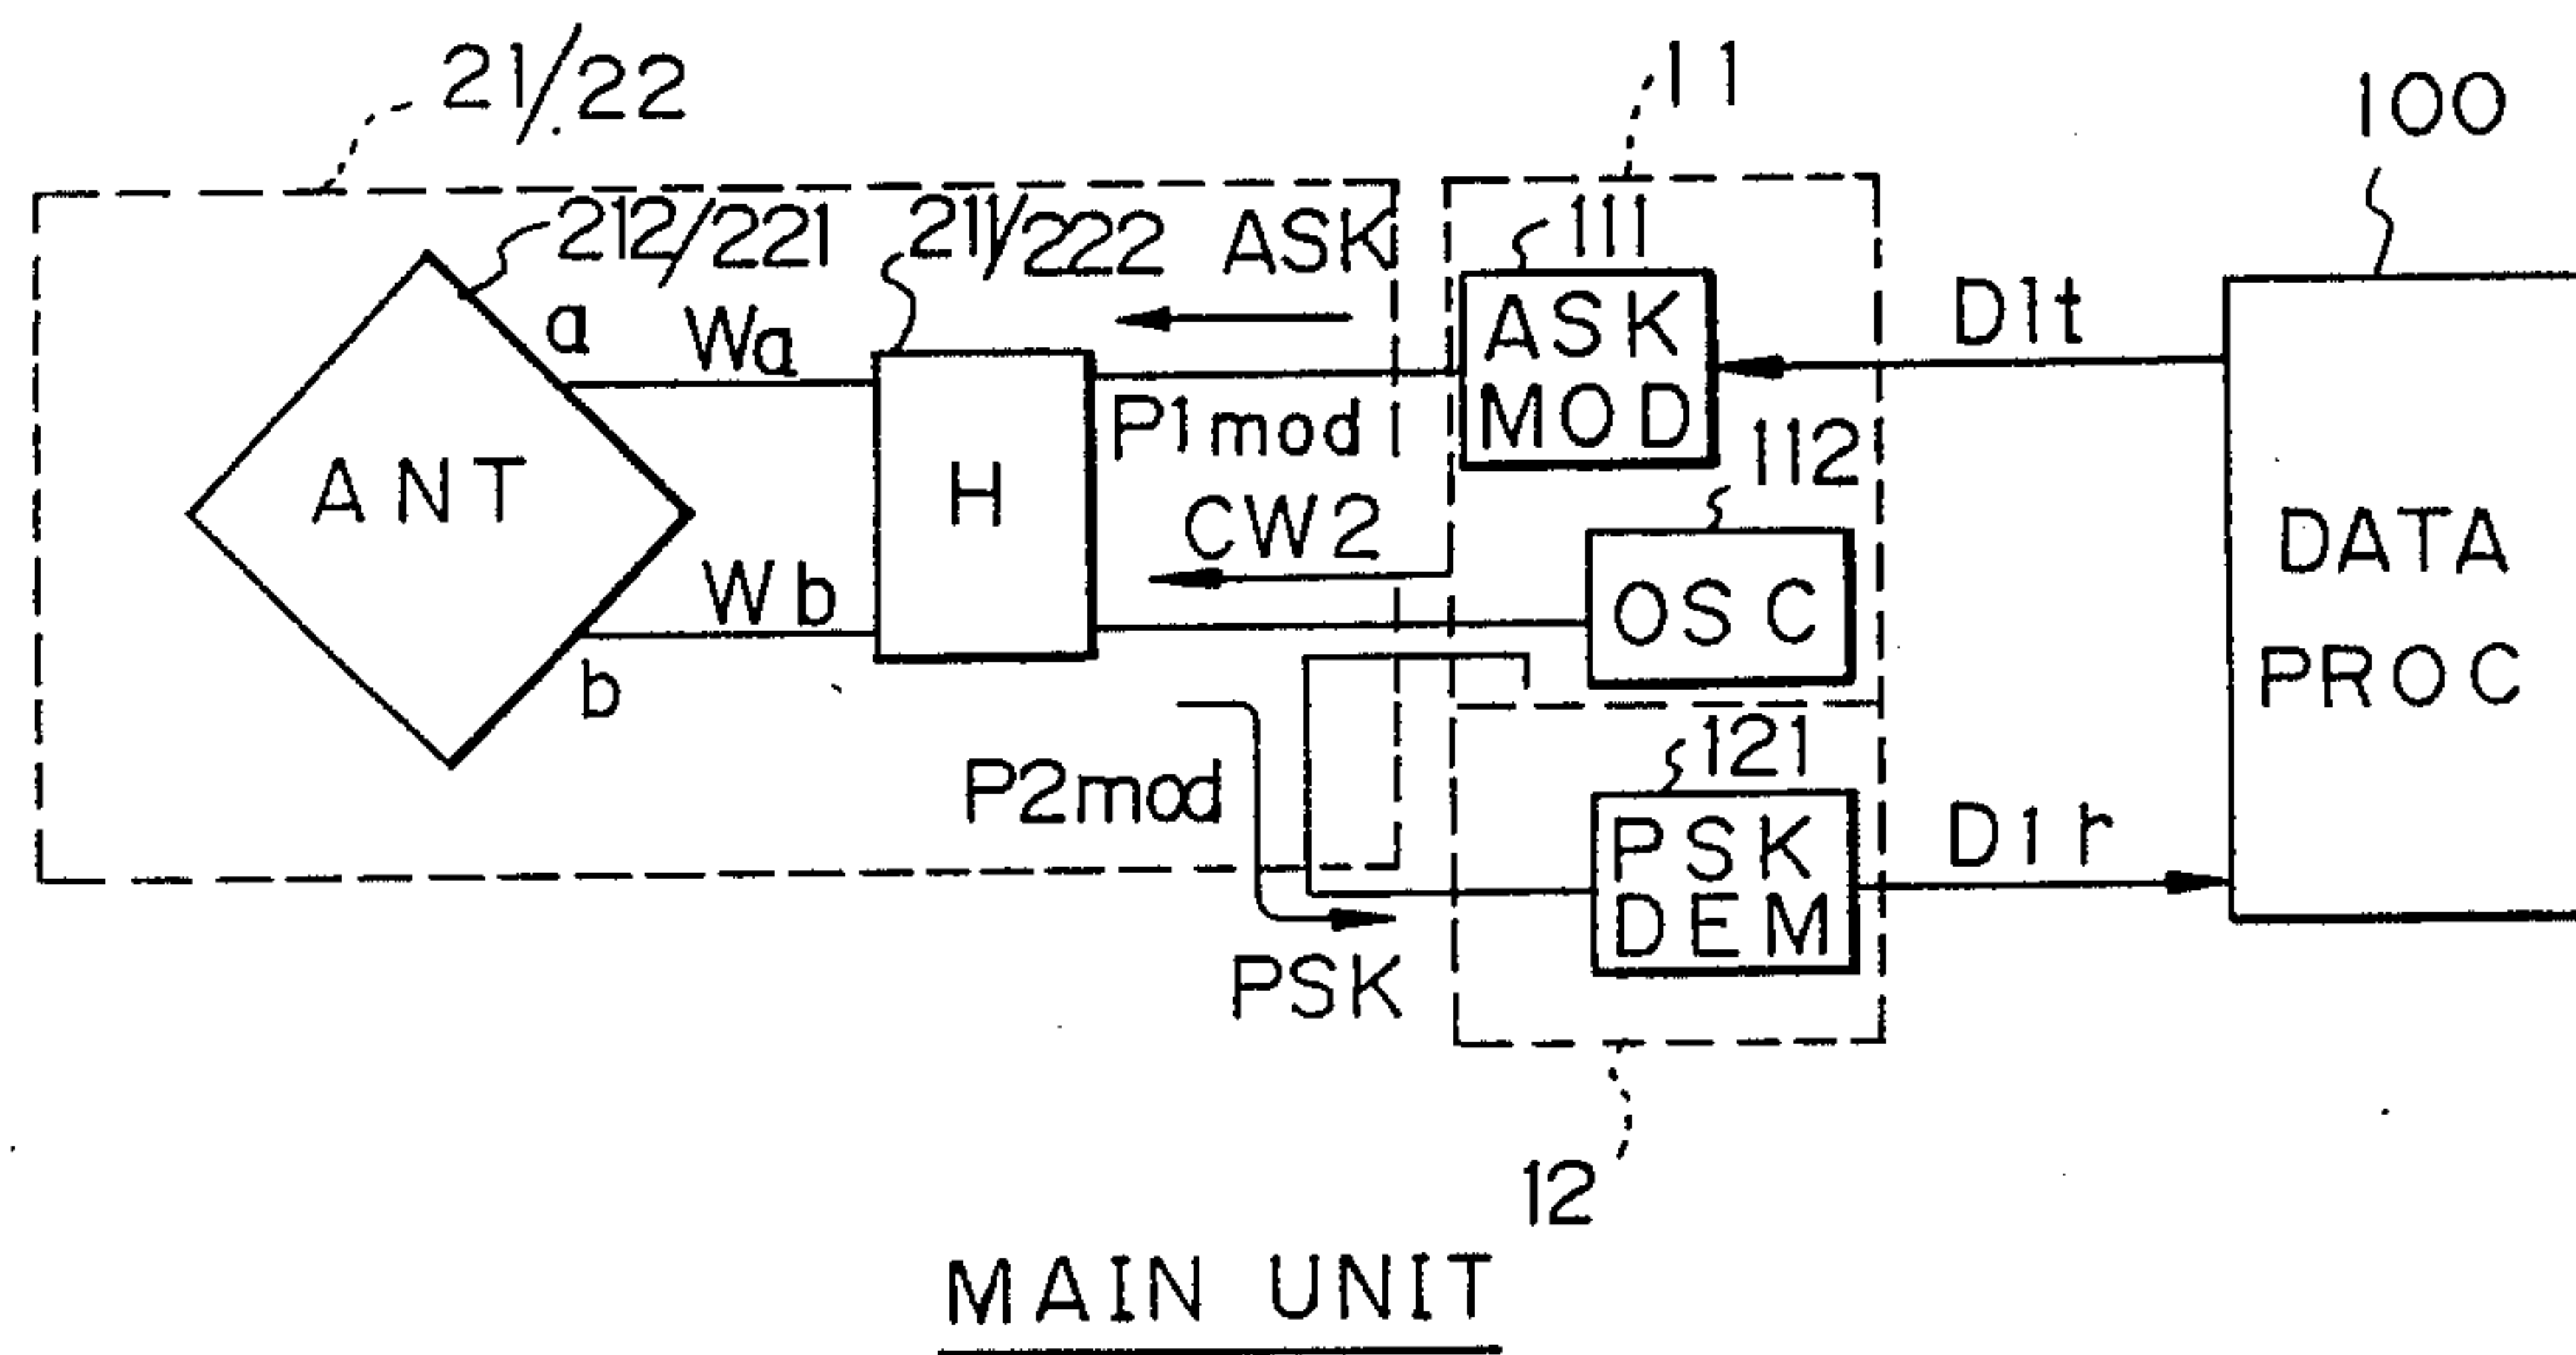 21/22
11
100
212/221
211/222
ASK
111
a
Wa
ASK
MOD
D1t
P1mod
112
ANT
H
CW2
OSC
DATA
PROC
Wb
b
121
P2mod
PSK
DEM
D1r
PSK
12
MAIN UNIT